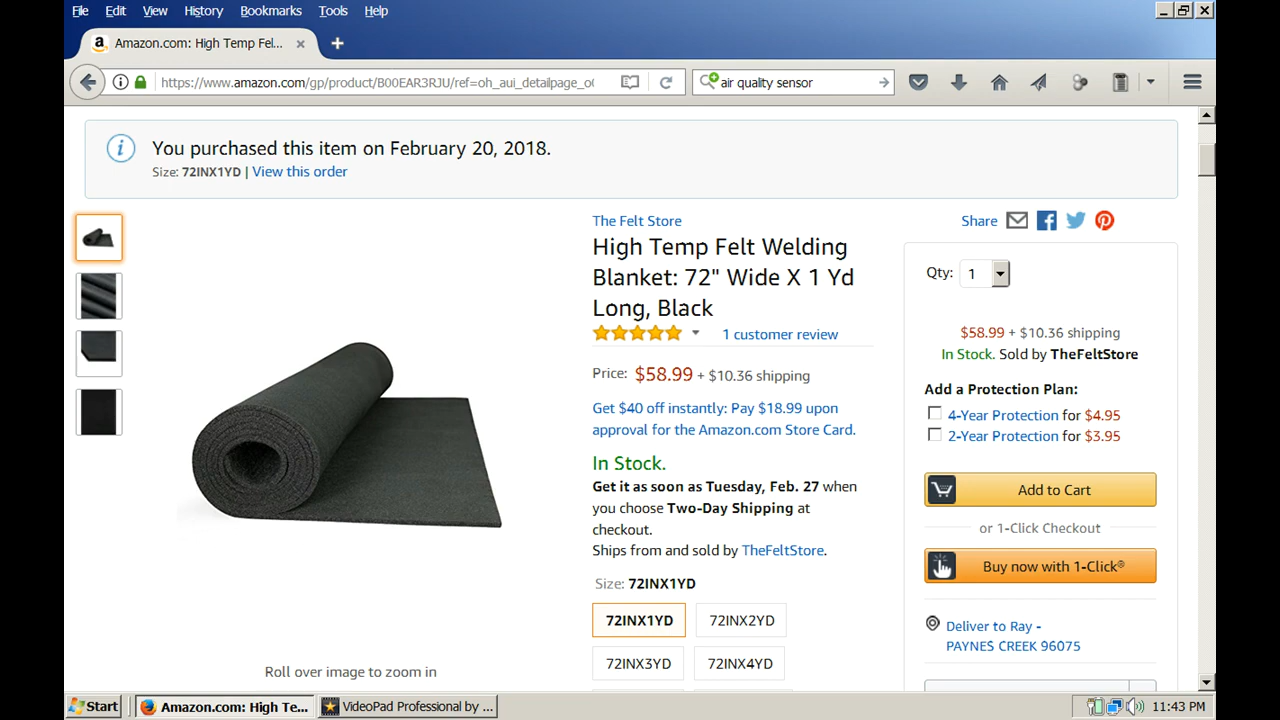 File Edit View History Bookmarks Tools Help
Amazon.com: High Temp Fel...
https://www.amazon.com/gp/product/B00EAR3RJU/ref=oh_aui_detailpage_o0
air quality sensor
You purchased this item on February 20, 2018.
Size: 72INX1YD | View this order
The Felt Store
High Temp Felt Welding
Blanket: 72" Wide X 1 Yd
Long, Black
1 customer review
Price: $58.99 + $10.36 shipping
Get $40 off instantly: Pay $18.99 upon
approval for the Amazon.com Store Card.
In Stock.
Get it as soon as Tuesday, Feb. 27 when
you choose Two-Day Shipping at
checkout.
Ships from and sold by TheFeltStore.
Size: 72INX1YD
72INX1YD 72INX2YD
72INX3YD 72INX4YD
Roll over image to zoom in
Share
Qty: 1
$58.99 + $10.36 shipping
In Stock. Sold by TheFeltStore
Add a Protection Plan:
4-Year Protection for $4.95
2-Year Protection for $3.95
Add to Cart
or 1-Click Checkout
Buy now with 1-Click®
Deliver to Ray -
PAYNES CREEK 96075
Start
Amazon.com: High Te...
VideoPad Professional by ...
11:43 PM